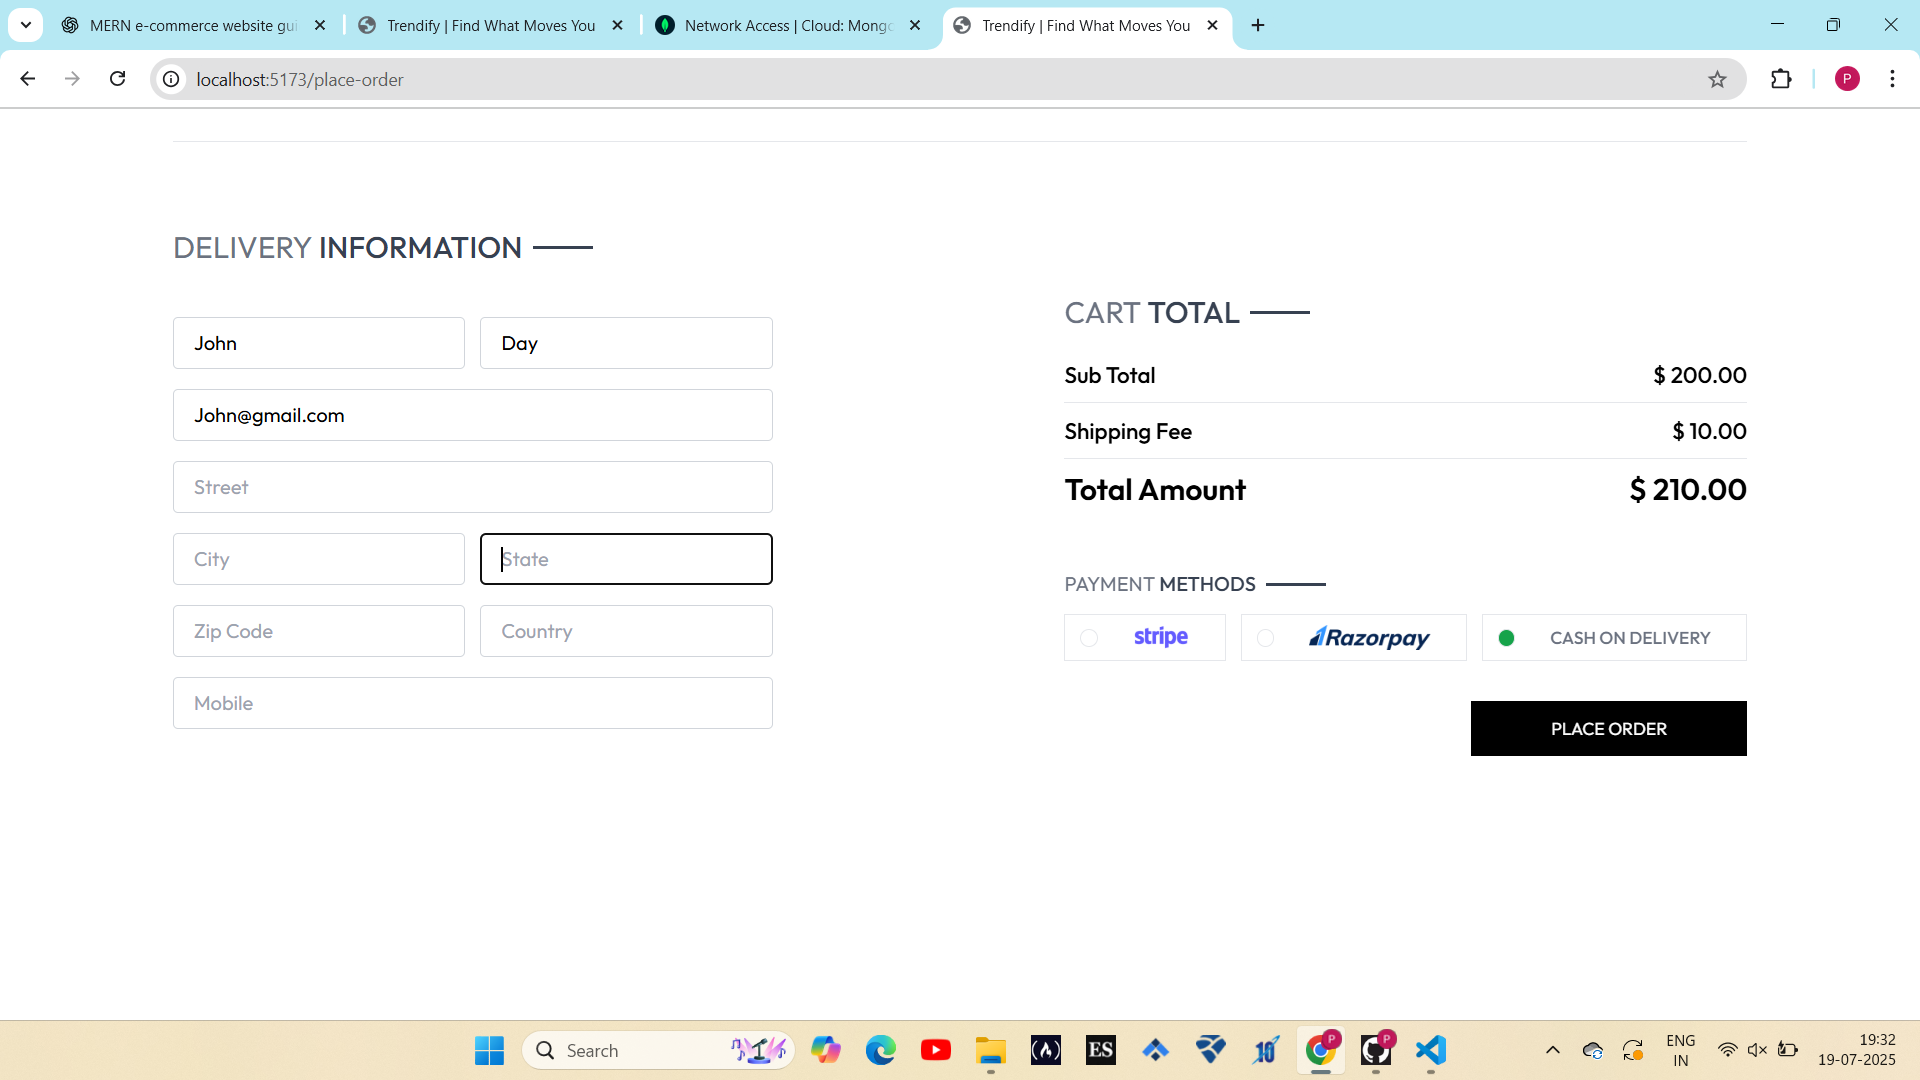 MERN e-commerce website gui
Trendify | Find What Moves You
Network Access | Cloud: Mongo
Trendify | Find What Moves You
localhost:5173/place-order
P
DELIVERY INFORMATION
John
Day
John@gmail.com
Street
City
State
Zip Code
Country
Mobile
CART TOTAL
Sub Total
$ 200.00
Shipping Fee
$ 10.00
Total Amount
$ 210.00
PAYMENT METHODS
stripe
Razorpay
CASH ON DELIVERY
PLACE ORDER
Search
ES
10
P
P
ENG
IN
19:32
19-07-2025